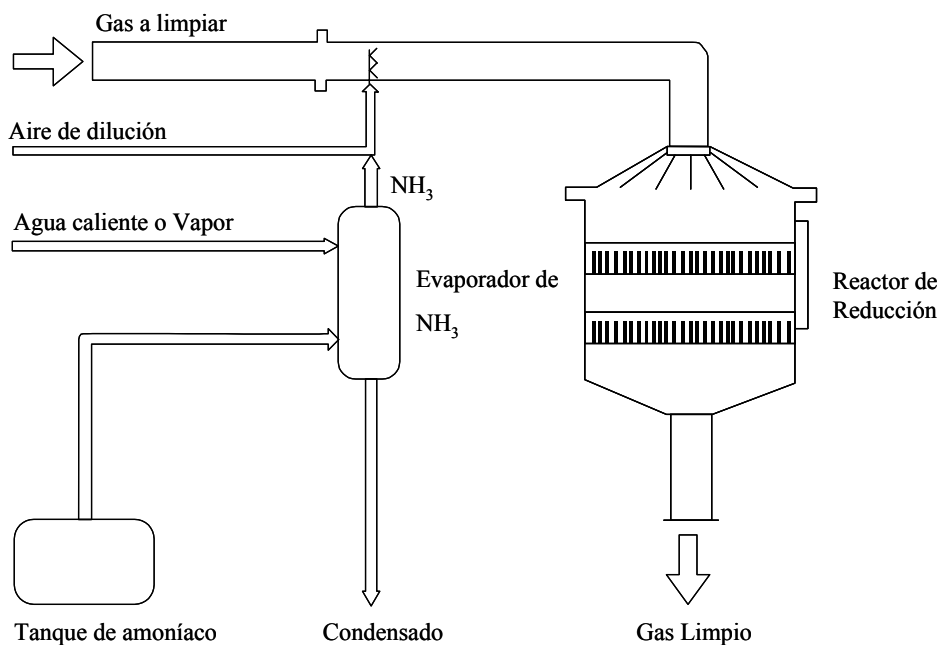 Gas a limpiar
Aire de dilución
NH₃
Agua caliente o Vapor
Evaporador de
NH₃
Reactor de
Reducción
Tanque de amoníaco
Condensado
Gas Limpio